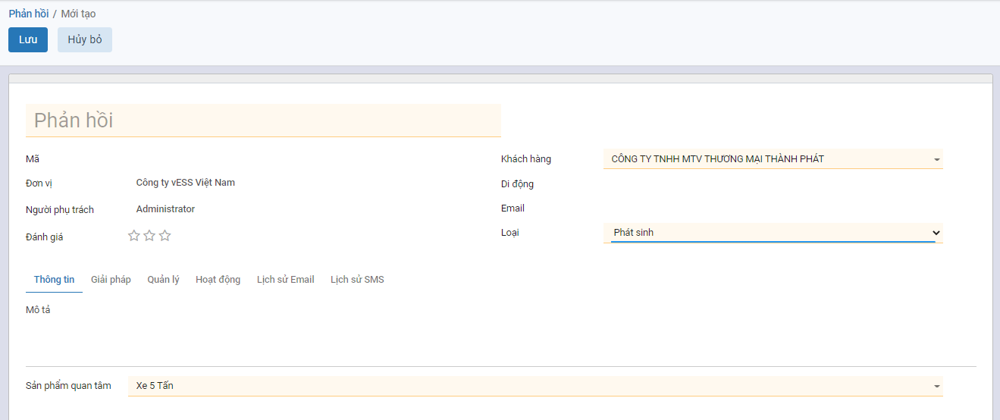 Phản hồi / Mới tạo
Lưu Hủy bỏ
Phản hồi
Mã
Đơn vị Công ty vESS Việt Nam
Người phụ trách Administrator
Đánh giá
Khách hàng CÔNG TY TNHH MTV THƯƠNG MẠI THÀNH PHÁT
Di động
Email
Loại Phát sinh
Thông tin Giải pháp Quản lý Hoạt động Lịch sử Email Lịch sử SMS
Mô tả
Sản phẩm quan tâm Xe 5 Tấn